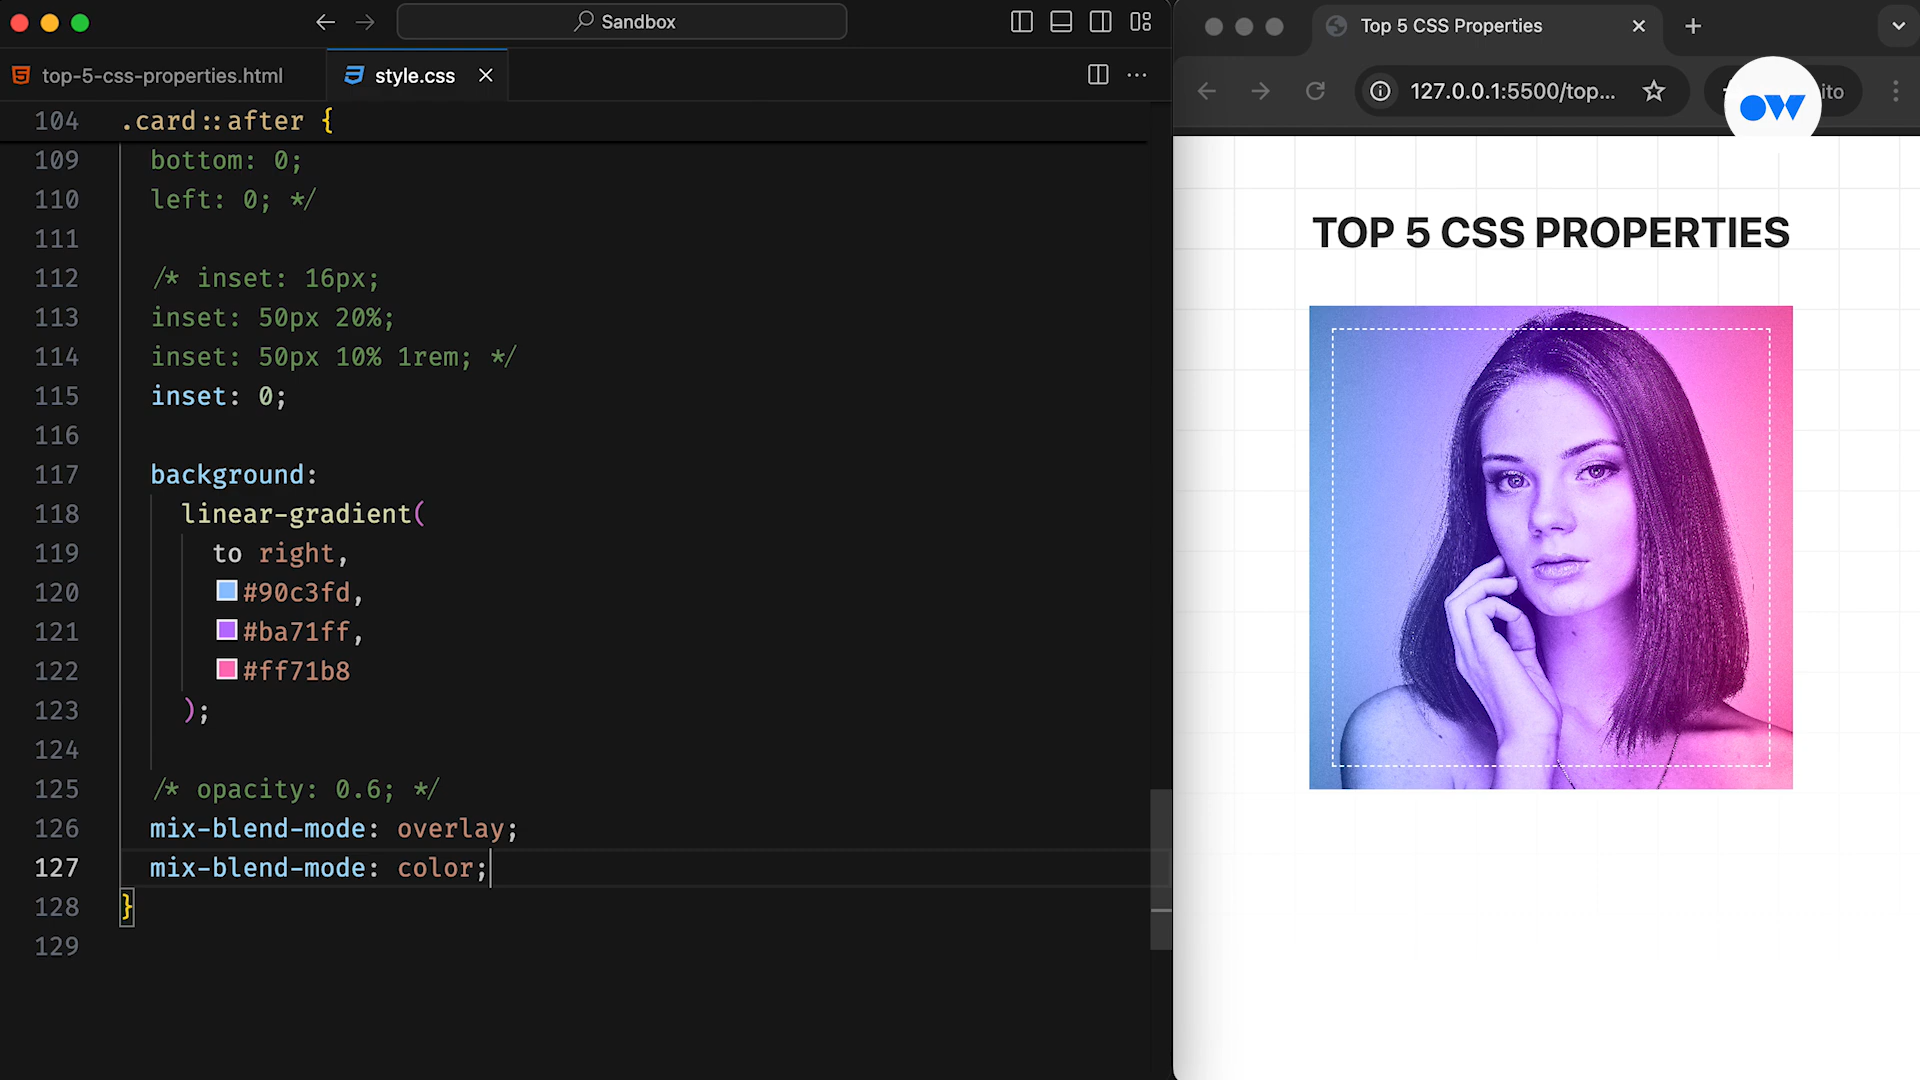 Sandbox
top-5-css-properties.html
style.css
104 .card::after {
109 bottom: 0;
110 left: 0; */
111
112 /* inset: 16px;
113 inset: 50px 20%;
114 inset: 50px 10% 1rem; */
115 inset: 0;
116
117 background:
118 linear-gradient(
119 to right,
120 #90c3fd,
121 #ba71ff,
122 #ff71b8
123 );
124
125 /* opacity: 0.6; */
126 mix-blend-mode: overlay;
127 mix-blend-mode: color;
128 }
129
Top 5 CSS Properties
127.0.0.1:5500/top...
ito
OW
TOP 5 CSS PROPERTIES